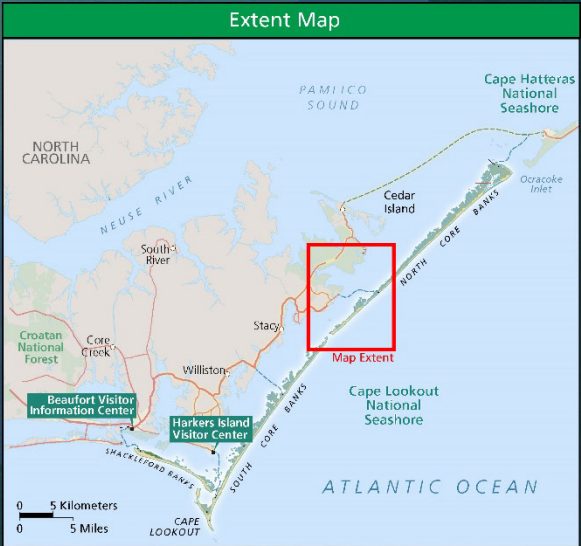 Extent Map
PAMLICO
SOUND
Cape Hatteras
National
Seashore
NORTH
CAROLINA
Ocracoke
Inlet
Cedar
Island
NEUSE RIVER
NORTH CORE BANKS
South
River
Stacy
Croatan
National
Forest
Core
Creek
Map Extent
Williston
Cape Lookout
National
Seashore
Beaufort Visitor
Information Center
Harkers Island
Visitor Center
SOUTH CORE BANKS
SHACKLEFORD BANKS
ATLANTIC OCEAN
0 5 Kilometers
0 5 Miles
CAPE
LOOKOUT